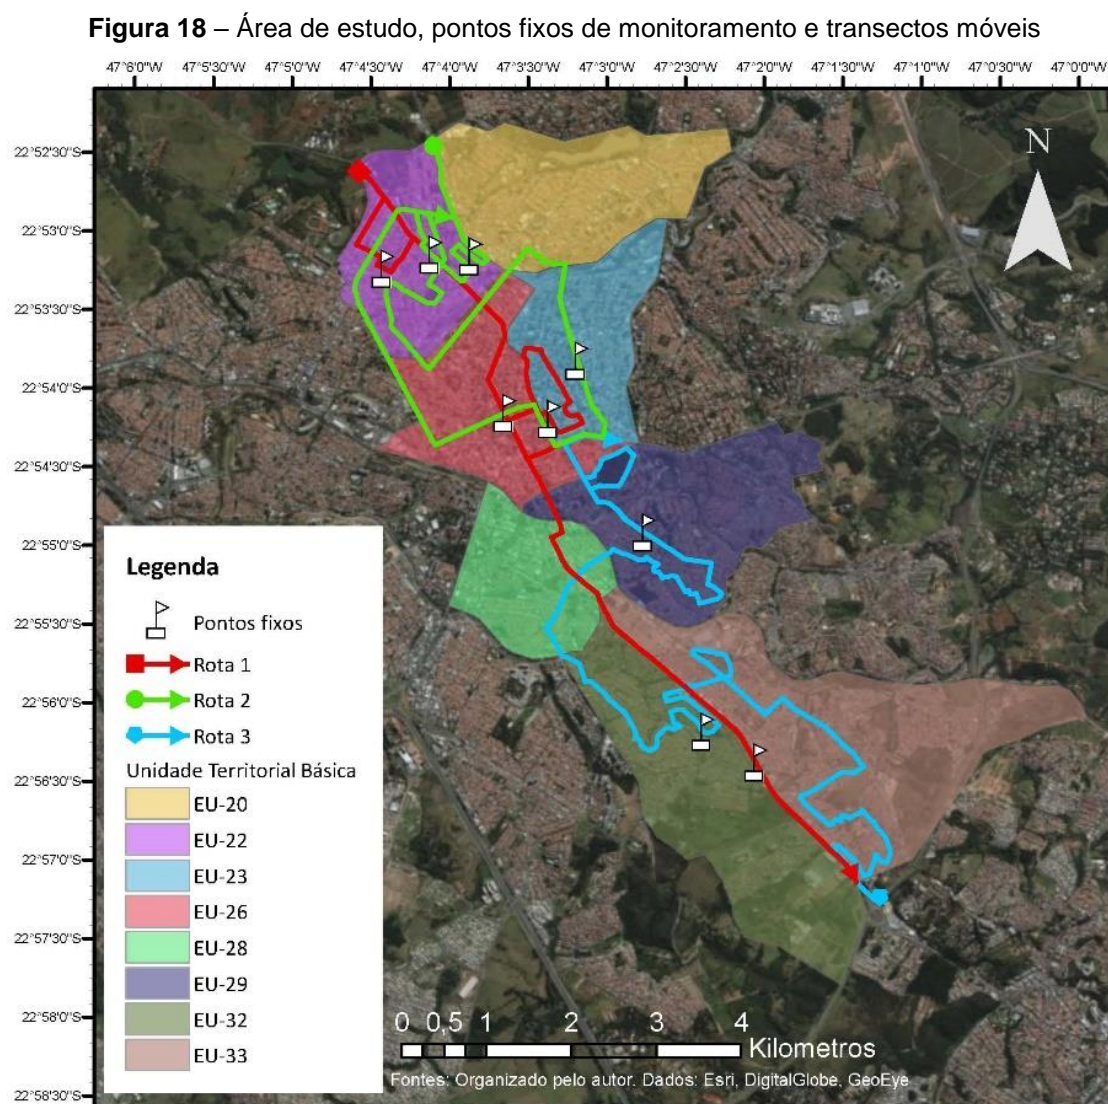 Figura 18 – Área de estudo, pontos fixos de monitoramento e transectos móveis
47°6'0"W 47°5'30"W 47°5'0"W 47°4'30"W 47°4'0"W 47°3'30"W 47°3'0"W 47°2'30"W 47°2'0"W 47°1'30"W 47°1'0"W 47°0'30"W 47°0'0"W
22°52'30"S
22°53'0"S
22°53'30"S
22°54'0"S
22°54'30"S
22°55'0"S
22°55'30"S
22°56'0"S
22°56'30"S
22°57'0"S
22°57'30"S
22°58'0"S
22°58'30"S
N
Legenda
Pontos fixos
Rota 1
Rota 2
Rota 3
Unidade Territorial Básica
EU-20
EU-22
EU-23
EU-26
EU-28
EU-29
EU-32
EU-33
0 0,5 1 2 3 4
Kilometros
Fontes: Organizado pelo autor. Dados: Esri, DigitalGlobe, GeoEye